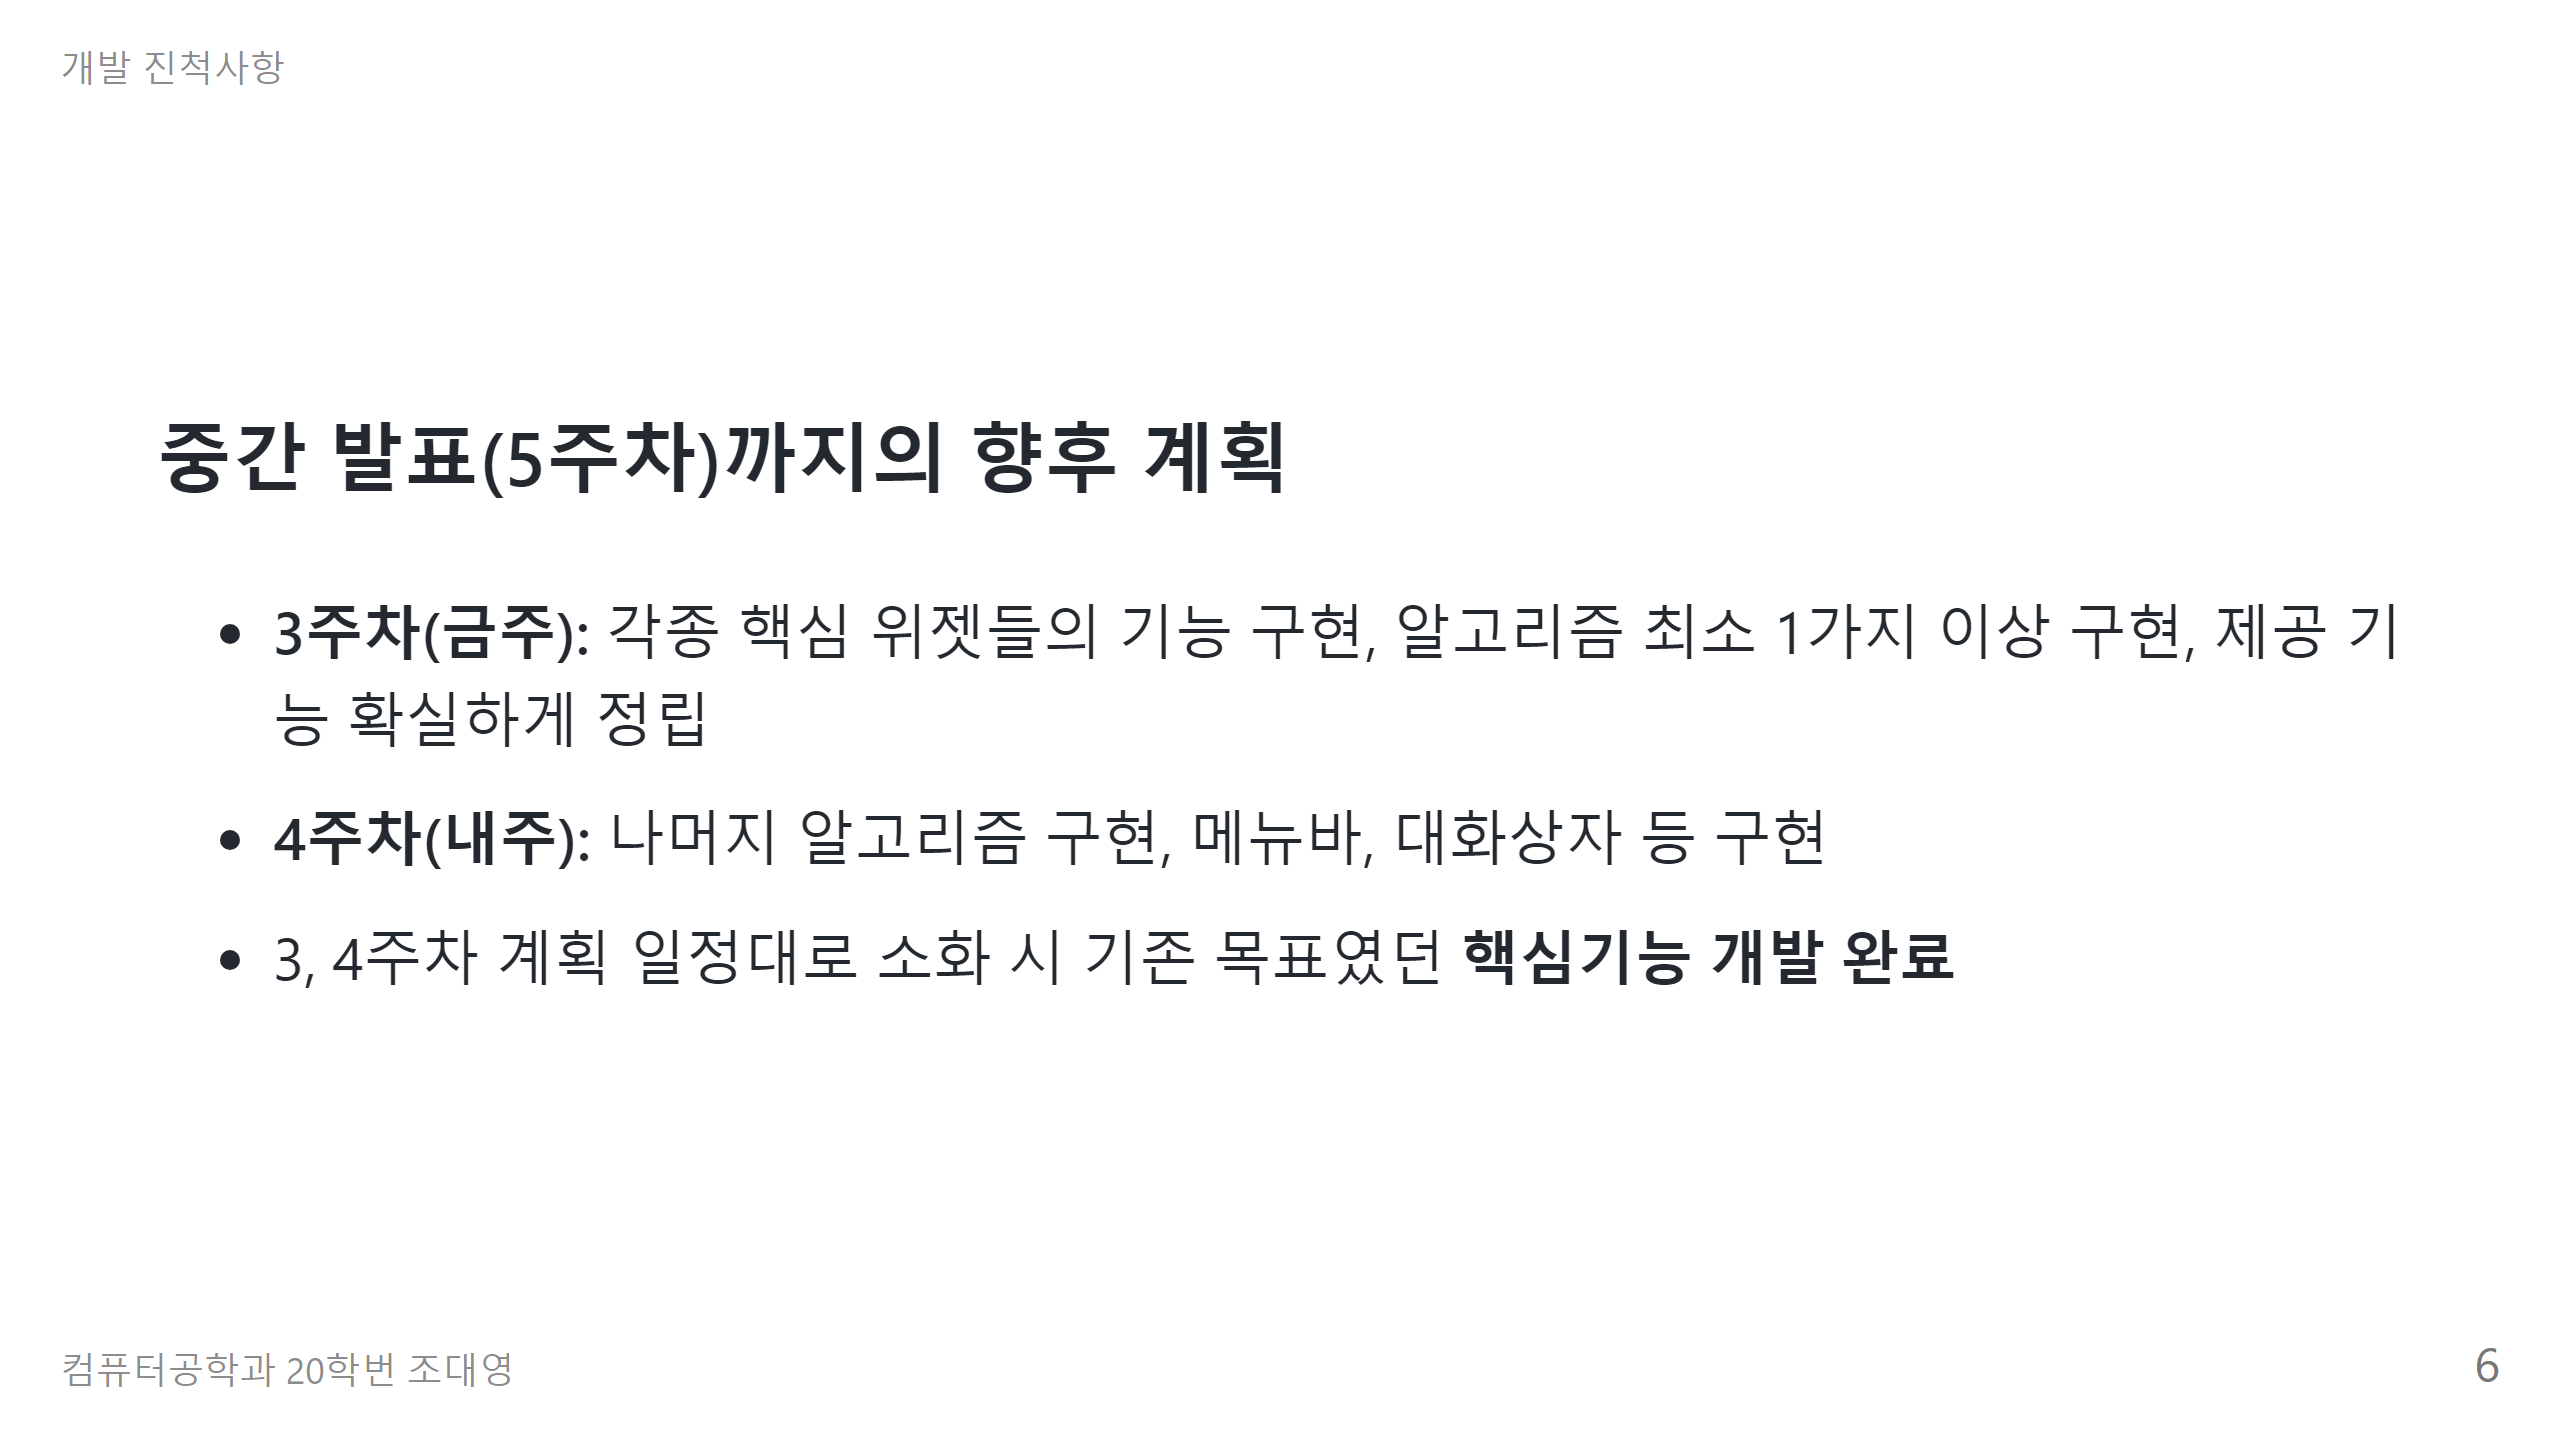 개발 진척사항
중간 발표(5주차)까지의 향후 계획
• 3주차(금주): 각종 핵심 위젯들의 기능 구현, 알고리즘 최소 1가지 이상 구현, 제공 기
능 확실하게 정립
• 4주차(내주): 나머지 알고리즘 구현, 메뉴바, 대화상자 등 구현
• 3, 4주차 계획 일정대로 소화 시 기존 목표였던 핵심기능 개발 완료
컴퓨터공학과 20학번 조대영
6